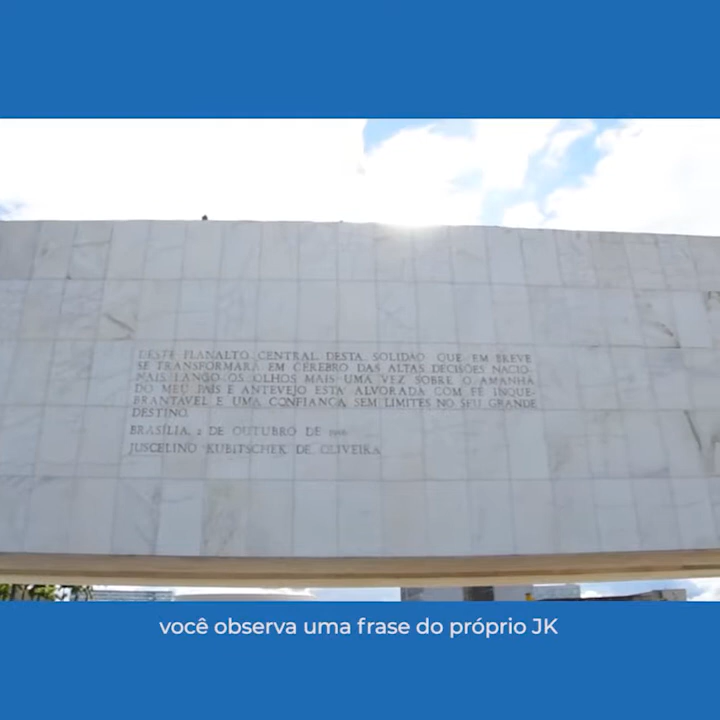 DESTE PLANALTO CENTRAL, DESTA SOLIDÃO QUE EM BREVE
SE TRANSFORMARÁ EM CÉREBRO DAS ALTAS DECISÕES NACIO-
NAIS, LANÇO OS OLHOS MAIS UMA VEZ SOBRE O AMANHÃ
DO MEU PAÍS E ANTEVEJO ESTA ALVORADA COM FÉ INQUE-
BRANTÁVEL E UMA CONFIANÇA SEM LIMITES NO SEU GRANDE
DESTINO.
BRASÍLIA, 2 DE OUTUBRO DE
JUSCELINO KUBITSCHEK DE OLIVEIRA
você observa uma frase do próprio JK